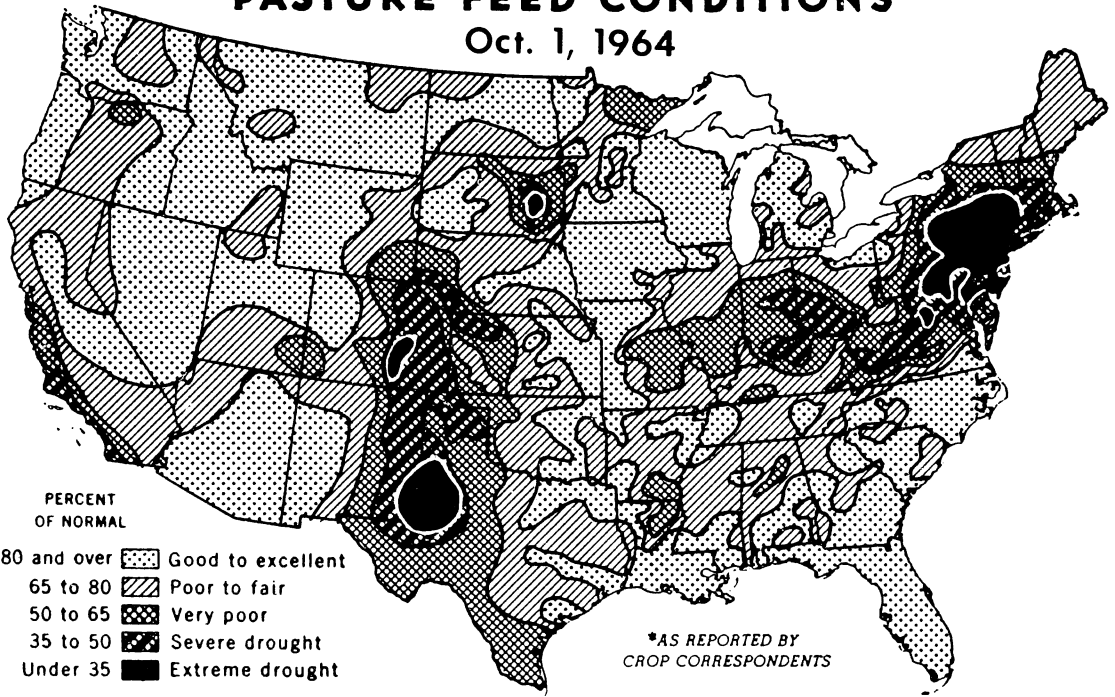 PASTURE FEED CONDITIONS
Oct. 1, 1964
PERCENT
OF NORMAL
80 and over Good to excellent
65 to 80 Poor to fair
50 to 65 Very poor
35 to 50 Severe drought
Under 35 Extreme drought
*AS REPORTED BY
CROP CORRESPONDENTS